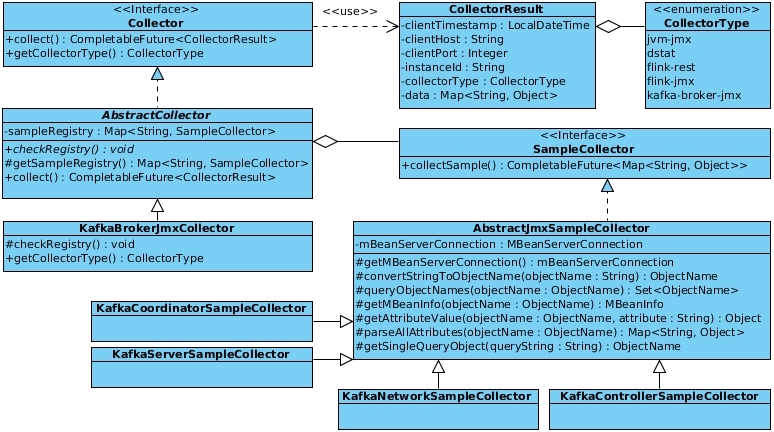 <<Interface>>
Collector
+collect() : CompletableFuture<CollectorResult>
+getCollectorType() : CollectorType
<<use>>
CollectorResult
-clientTimestamp : LocalDateTime
-clientHost : String
-clientPort : Integer
-instanceId : String
-collectorType : CollectorType
-data : Map<String, Object>
<<enumeration>>
CollectorType
jvm-jmx
dstat
flink-rest
flink-jmx
kafka-broker-jmx
AbstractCollector
-sampleRegistry : Map<String, SampleCollector>
+checkRegistry() : void
#getSampleRegistry() : Map<String, SampleCollector>
+collect() : CompletableFuture<CollectorResult>
<<Interface>>
SampleCollector
+collectSample() : CompletableFuture<Map<String, Object>>
KafkaBrokerJmxCollector
#checkRegistry() : void
+getCollectorType() : CollectorType
AbstractJmxSampleCollector
-mBeanServerConnection : MBeanServerConnection
#getMBeanServerConnection() : mBeanServerConnection
#convertStringToObjectName(objectName : String) : ObjectName
#queryObjectNames(objectName : ObjectName) : Set<ObjectName>
#getMBeanInfo(objectName : ObjectName) : MBeanInfo
#getAttributeValue(objectName : ObjectName, attribute : String) : Object
#parseAllAttributes(objectName : ObjectName) : Map<String, Object>
#getSingleQueryObject(queryString : String) : ObjectName
KafkaCoordinatorSampleCollector
KafkaServerSampleCollector
KafkaNetworkSampleCollector
KafkaControllerSampleCollector